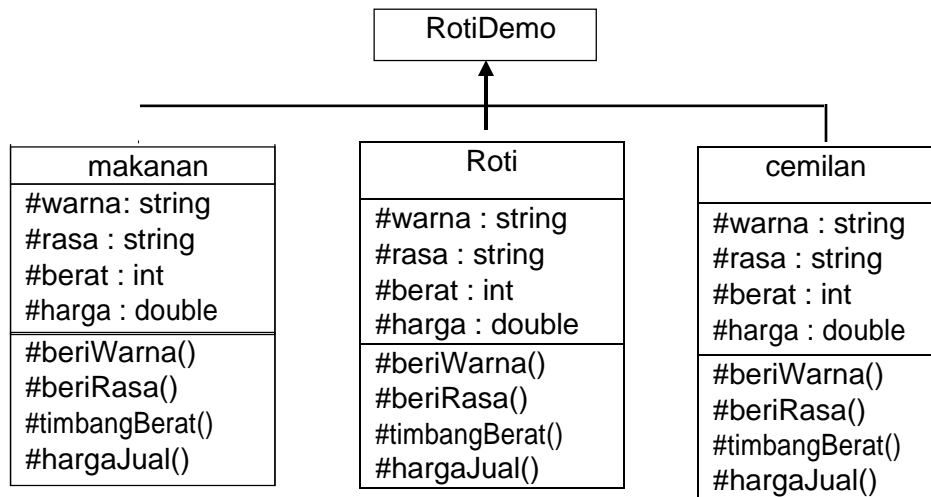 RotiDemo
makanan
#warna: string
#rasa : string
#berat : int
#harga : double
#beriWarna()
#beriRasa()
#timbangBerat()
#hargaJual()
Roti
#warna : string
#rasa : string
#berat : int
#harga : double
#beriWarna()
#beriRasa()
#timbangBerat()
#hargaJual()
cemilan
#warna : string
#rasa : string
#berat : int
#harga : double
#beriWarna()
#beriRasa()
#timbangBerat()
#hargaJual()